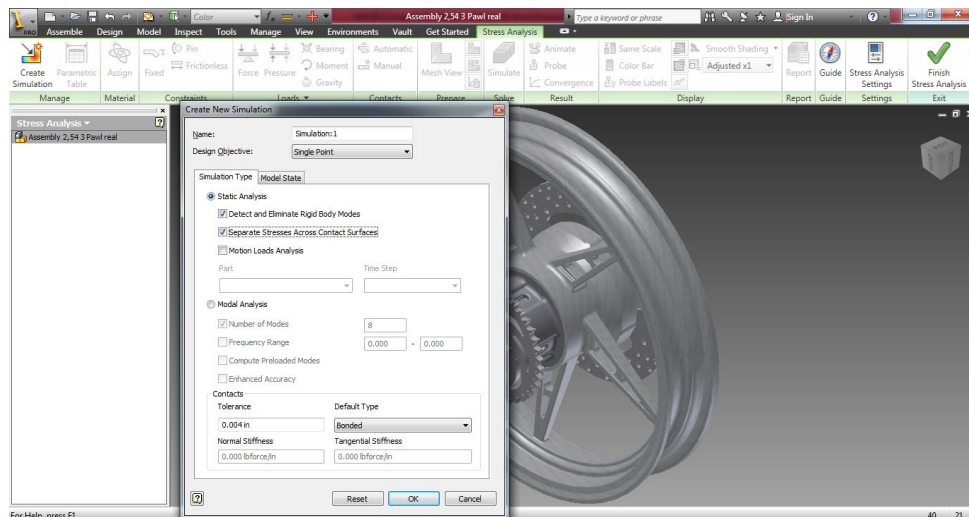 PRO
Color
Assembly 2,54 3 Pawl real
Type a keyword or phrase
Sign In
Assemble Design Model Inspect Tools Manage View Environments Vault Get Started Stress Analysis
Create Simulation
Parametric Table
Assign
Fixed
Pin
Frictionless
Force
Pressure
Bearing
Moment
Gravity
Automatic
Manual
Mesh View
Simulate
Animate
Probe
Convergence
Same Scale
Color Bar
Probe Labels
Smooth Shading
Adjusted x1
Report
Guide
Stress Analysis Settings
Finish Stress Analysis
Manage Material Constraints Loads Contacts Prepare Solve Result Display Report Guide Settings Exit
Stress Analysis
Assembly 2,54 3 Pawl real
Create New Simulation
Name: Simulation:1
Design Objective: Single Point
Simulation Type Model State
Static Analysis
Detect and Eliminate Rigid Body Modes
Separate Stresses Across Contact Surfaces
Motion Loads Analysis
Part Time Step
Modal Analysis
Number of Modes 8
Frequency Range 0.000 - 0.000
Compute Preloaded Modes
Enhanced Accuracy
Contacts
Tolerance Default Type
0.004 in Bonded
Normal Stiffness Tangential Stiffness
0.000 lbforce/in 0.000 lbforce/in
Reset OK Cancel
For Help, press F1
40 21